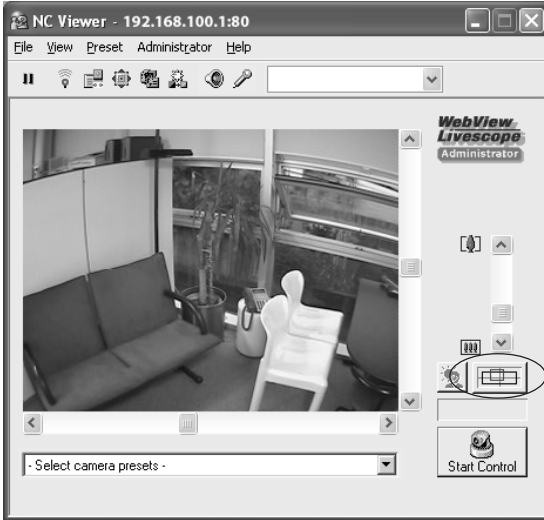 NC Viewer - 192.168.100.1:80
File View Preset Administrator Help
WebView
Livescope
Administrator
- Select camera presets -
Start Control